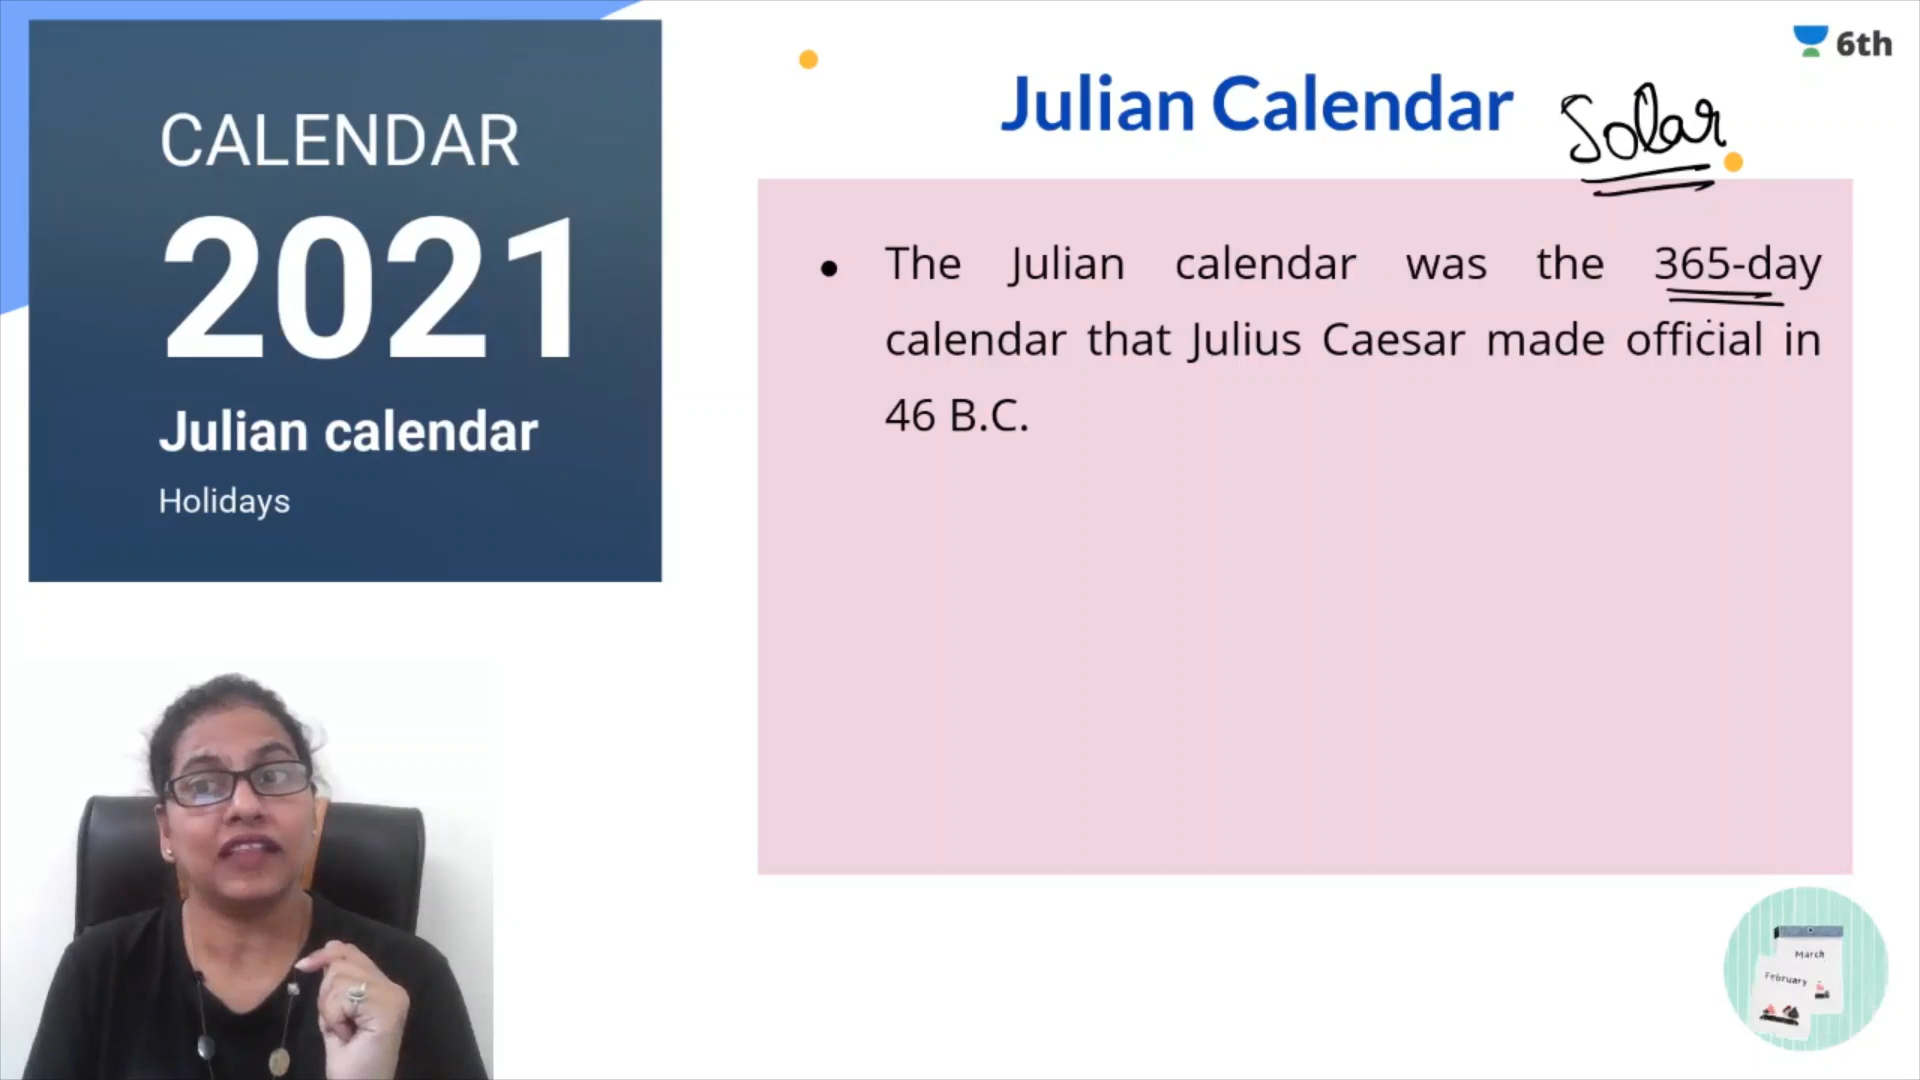 CALENDAR
2021
Julian calendar
Holidays
6th
Julian Calendar
Solar
● The Julian calendar was the 365-day
calendar that Julius Caesar made official in
46 B.C.
March
February